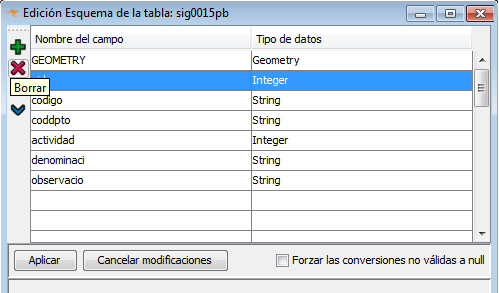 Edición Esquema de la tabla: sig0015pb
Nombre del campo Tipo de datos
GEOMETRY Geometry
Integer
Borrar
codigo String
coddpto String
actividad Integer
denominaci String
observacio String
Aplicar Cancelar modificaciones Forzar las conversiones no válidas a null